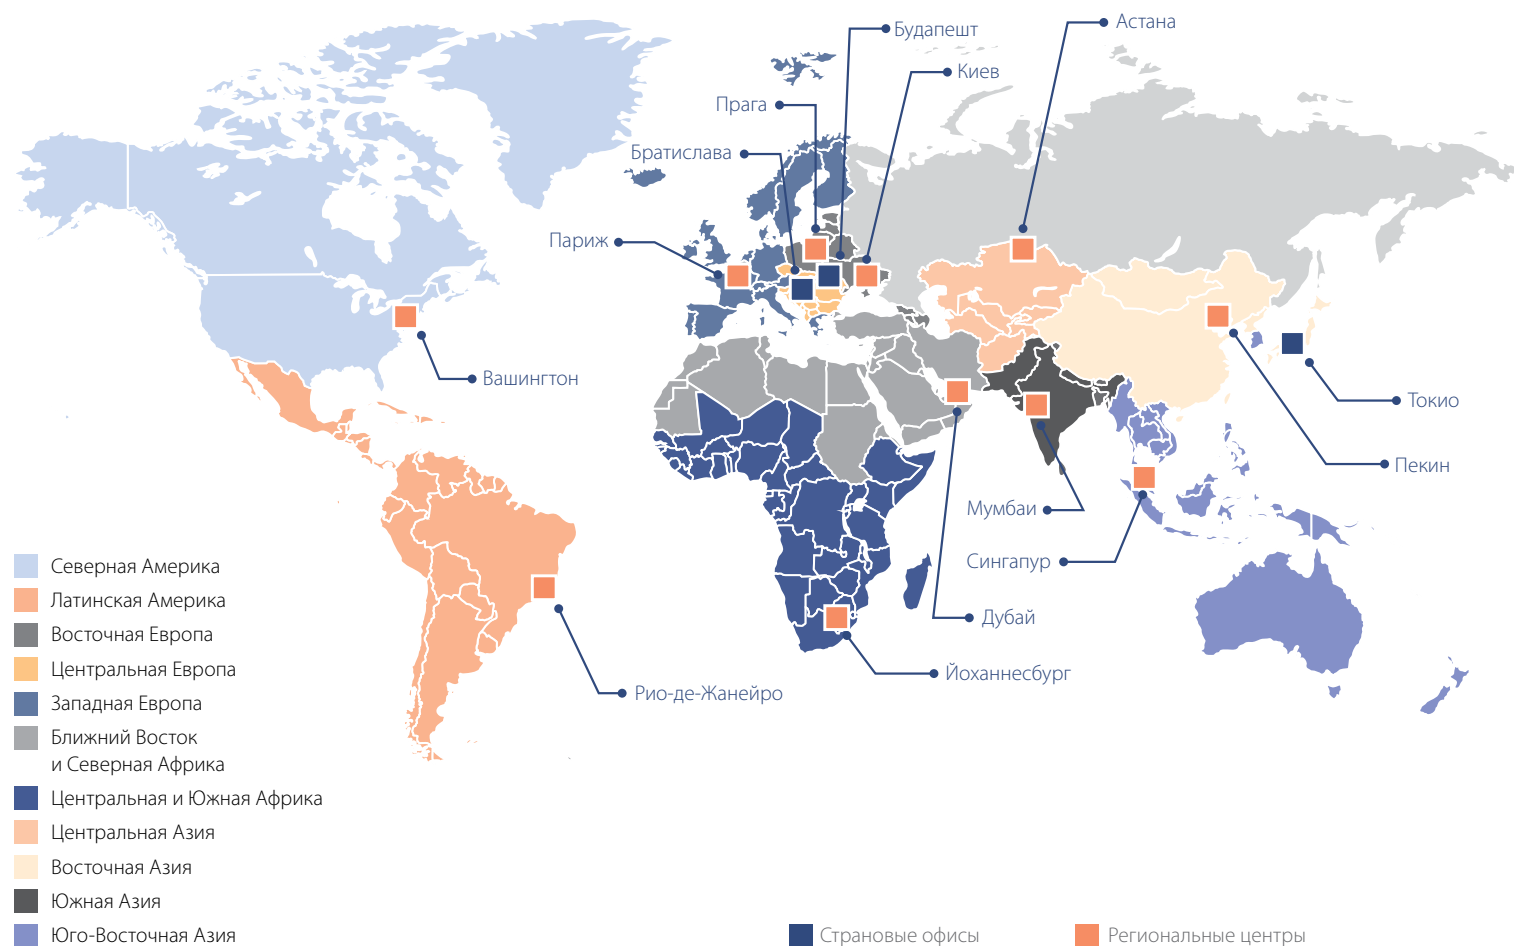 Астана
Будапешт
Киев
Прага
Братислава
Париж
Вашингтон
Токио
Пекин
Мумбаи
Сингапур
Дубай
Йоханнесбург
Рио-де-Жанейро
Северная Америка
Латинская Америка
Восточная Европа
Центральная Европа
Западная Европа
Ближний Восток
и Северная Африка
Центральная и Южная Африка
Центральная Азия
Восточная Азия
Южная Азия
Юго-Восточная Азия
Страновые офисы
Региональные центры